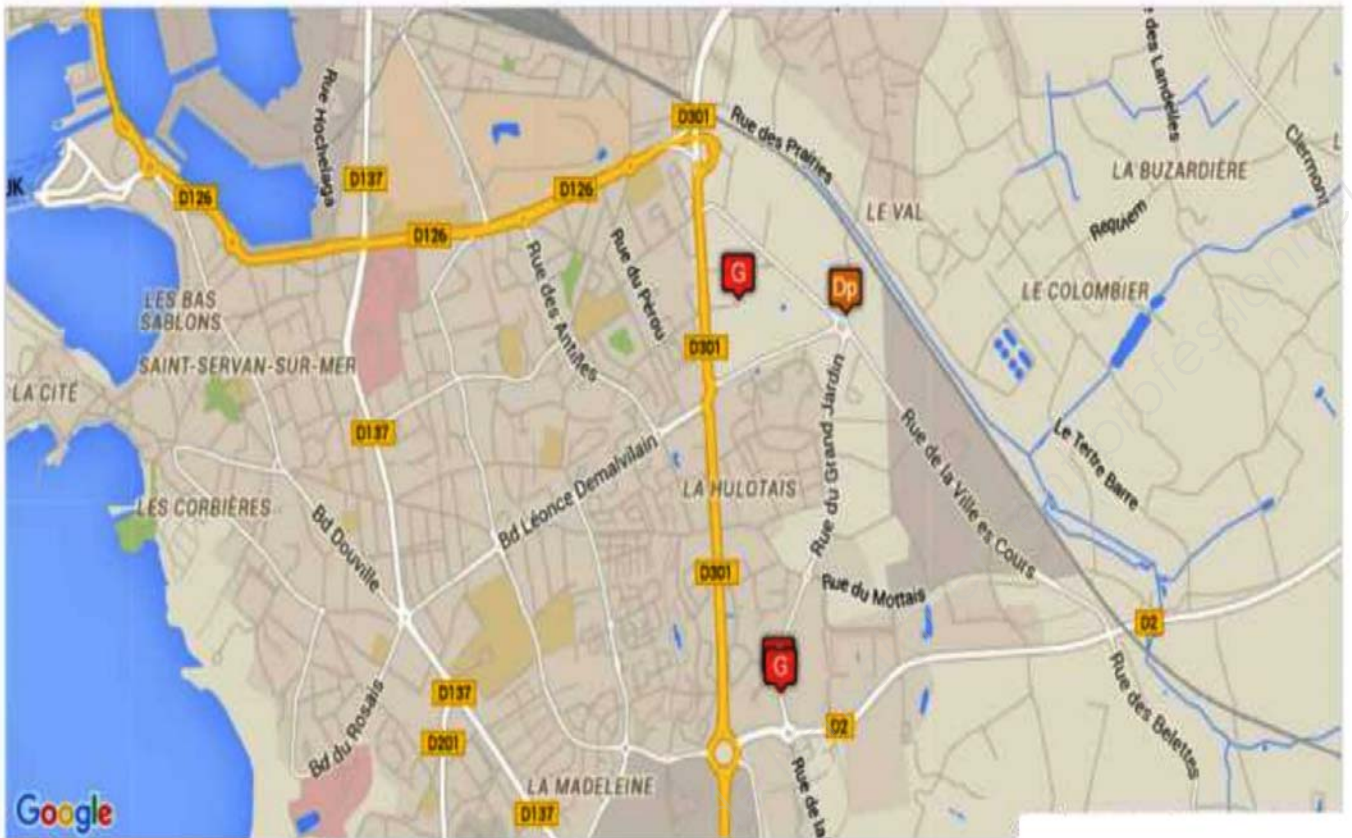 Rue Hochelaga
D301
Rue des Prairies
e des Landelles
Clermont
LA BUZARDIÈRE
JK
D126
D137
D126
D126
LE VAL
Requiem
Rue des Antilles
Rue du Pérou
G
Dp
LE COLOMBIER
LES BAS
SABLONS
SAINT-SERVAN-SUR-MER
D301
LA CITÉ
D137
Rue du Grand Jardin
Rue de la Ville es Cours
Le Tertre Barre
LES CORBIÈRES
Bd Douville
Bd Léonce Demalvilain
LA HULOTAIS
D301
Rue du Mottais
D2
G
D137
D201
Bd du Rosais
D2
Rue des Belettes
LA MADELEINE
D137
Rue de la
Google